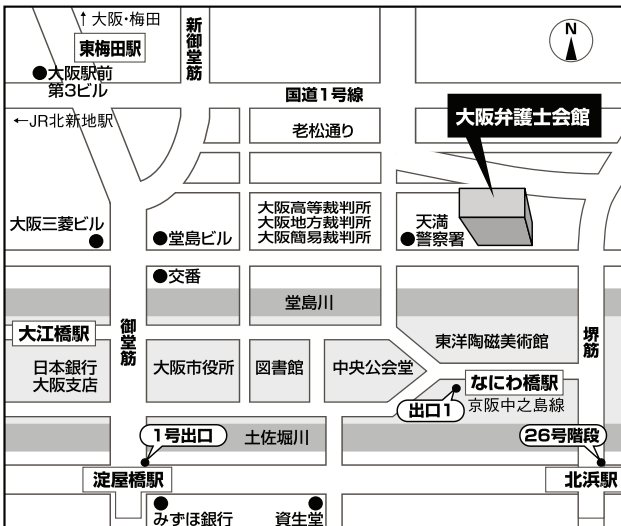 ↑大阪・梅田
東梅田駅
新御堂筋
N
●大阪駅前
第3ビル
国道1号線
←JR北新地駅
老松通り
大阪弁護士会館
大阪三菱ビル
●堂島ビル
大阪高等裁判所
大阪地方裁判所
大阪簡易裁判所
天満
●警察署
●交番
堂島川
大江橋駅
御堂筋
堺筋
東洋陶磁美術館
日本銀行
大阪支店
大阪市役所
図書館
中央公会堂
なにわ橋駅
京阪中之島線
出口1
1号出口
土佐堀川
26号階段
淀屋橋駅
北浜駅
みずほ銀行
資生堂